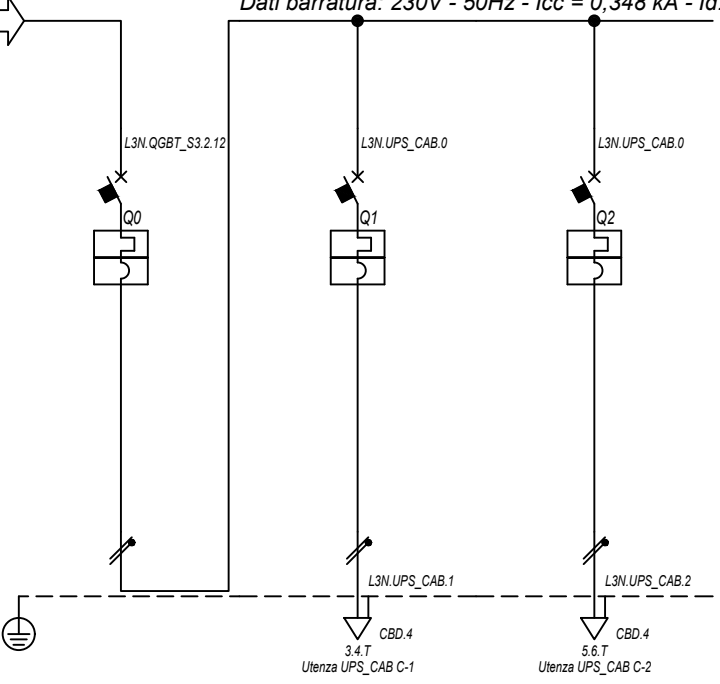 Dati barratura: 230V - 50Hz - Icc = 0,348 kA - Id
L3N.QGBT_S3.2.12
L3N.UPS_CAB.0
L3N.UPS_CAB.0
Q0
Q1
Q2
L3N.UPS_CAB.1
L3N.UPS_CAB.2
CBD.4
CBD.4
3.4.T
5.6.T
Utenza UPS_CAB C-1
Utenza UPS_CAB C-2